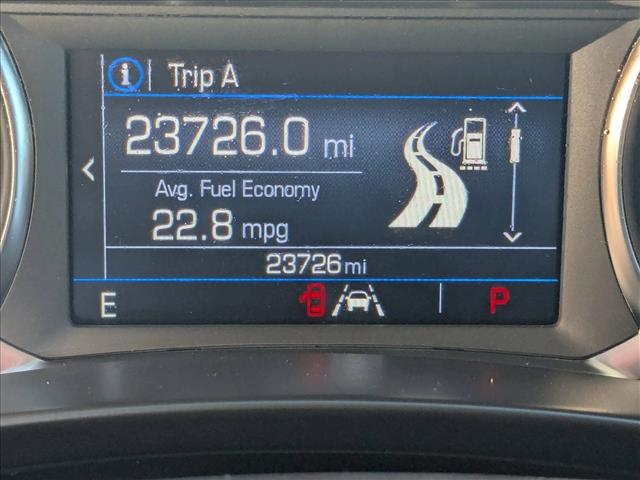 i Trip A
23726.0 mi
Avg. Fuel Economy
22.8 mpg
23726 mi
E P